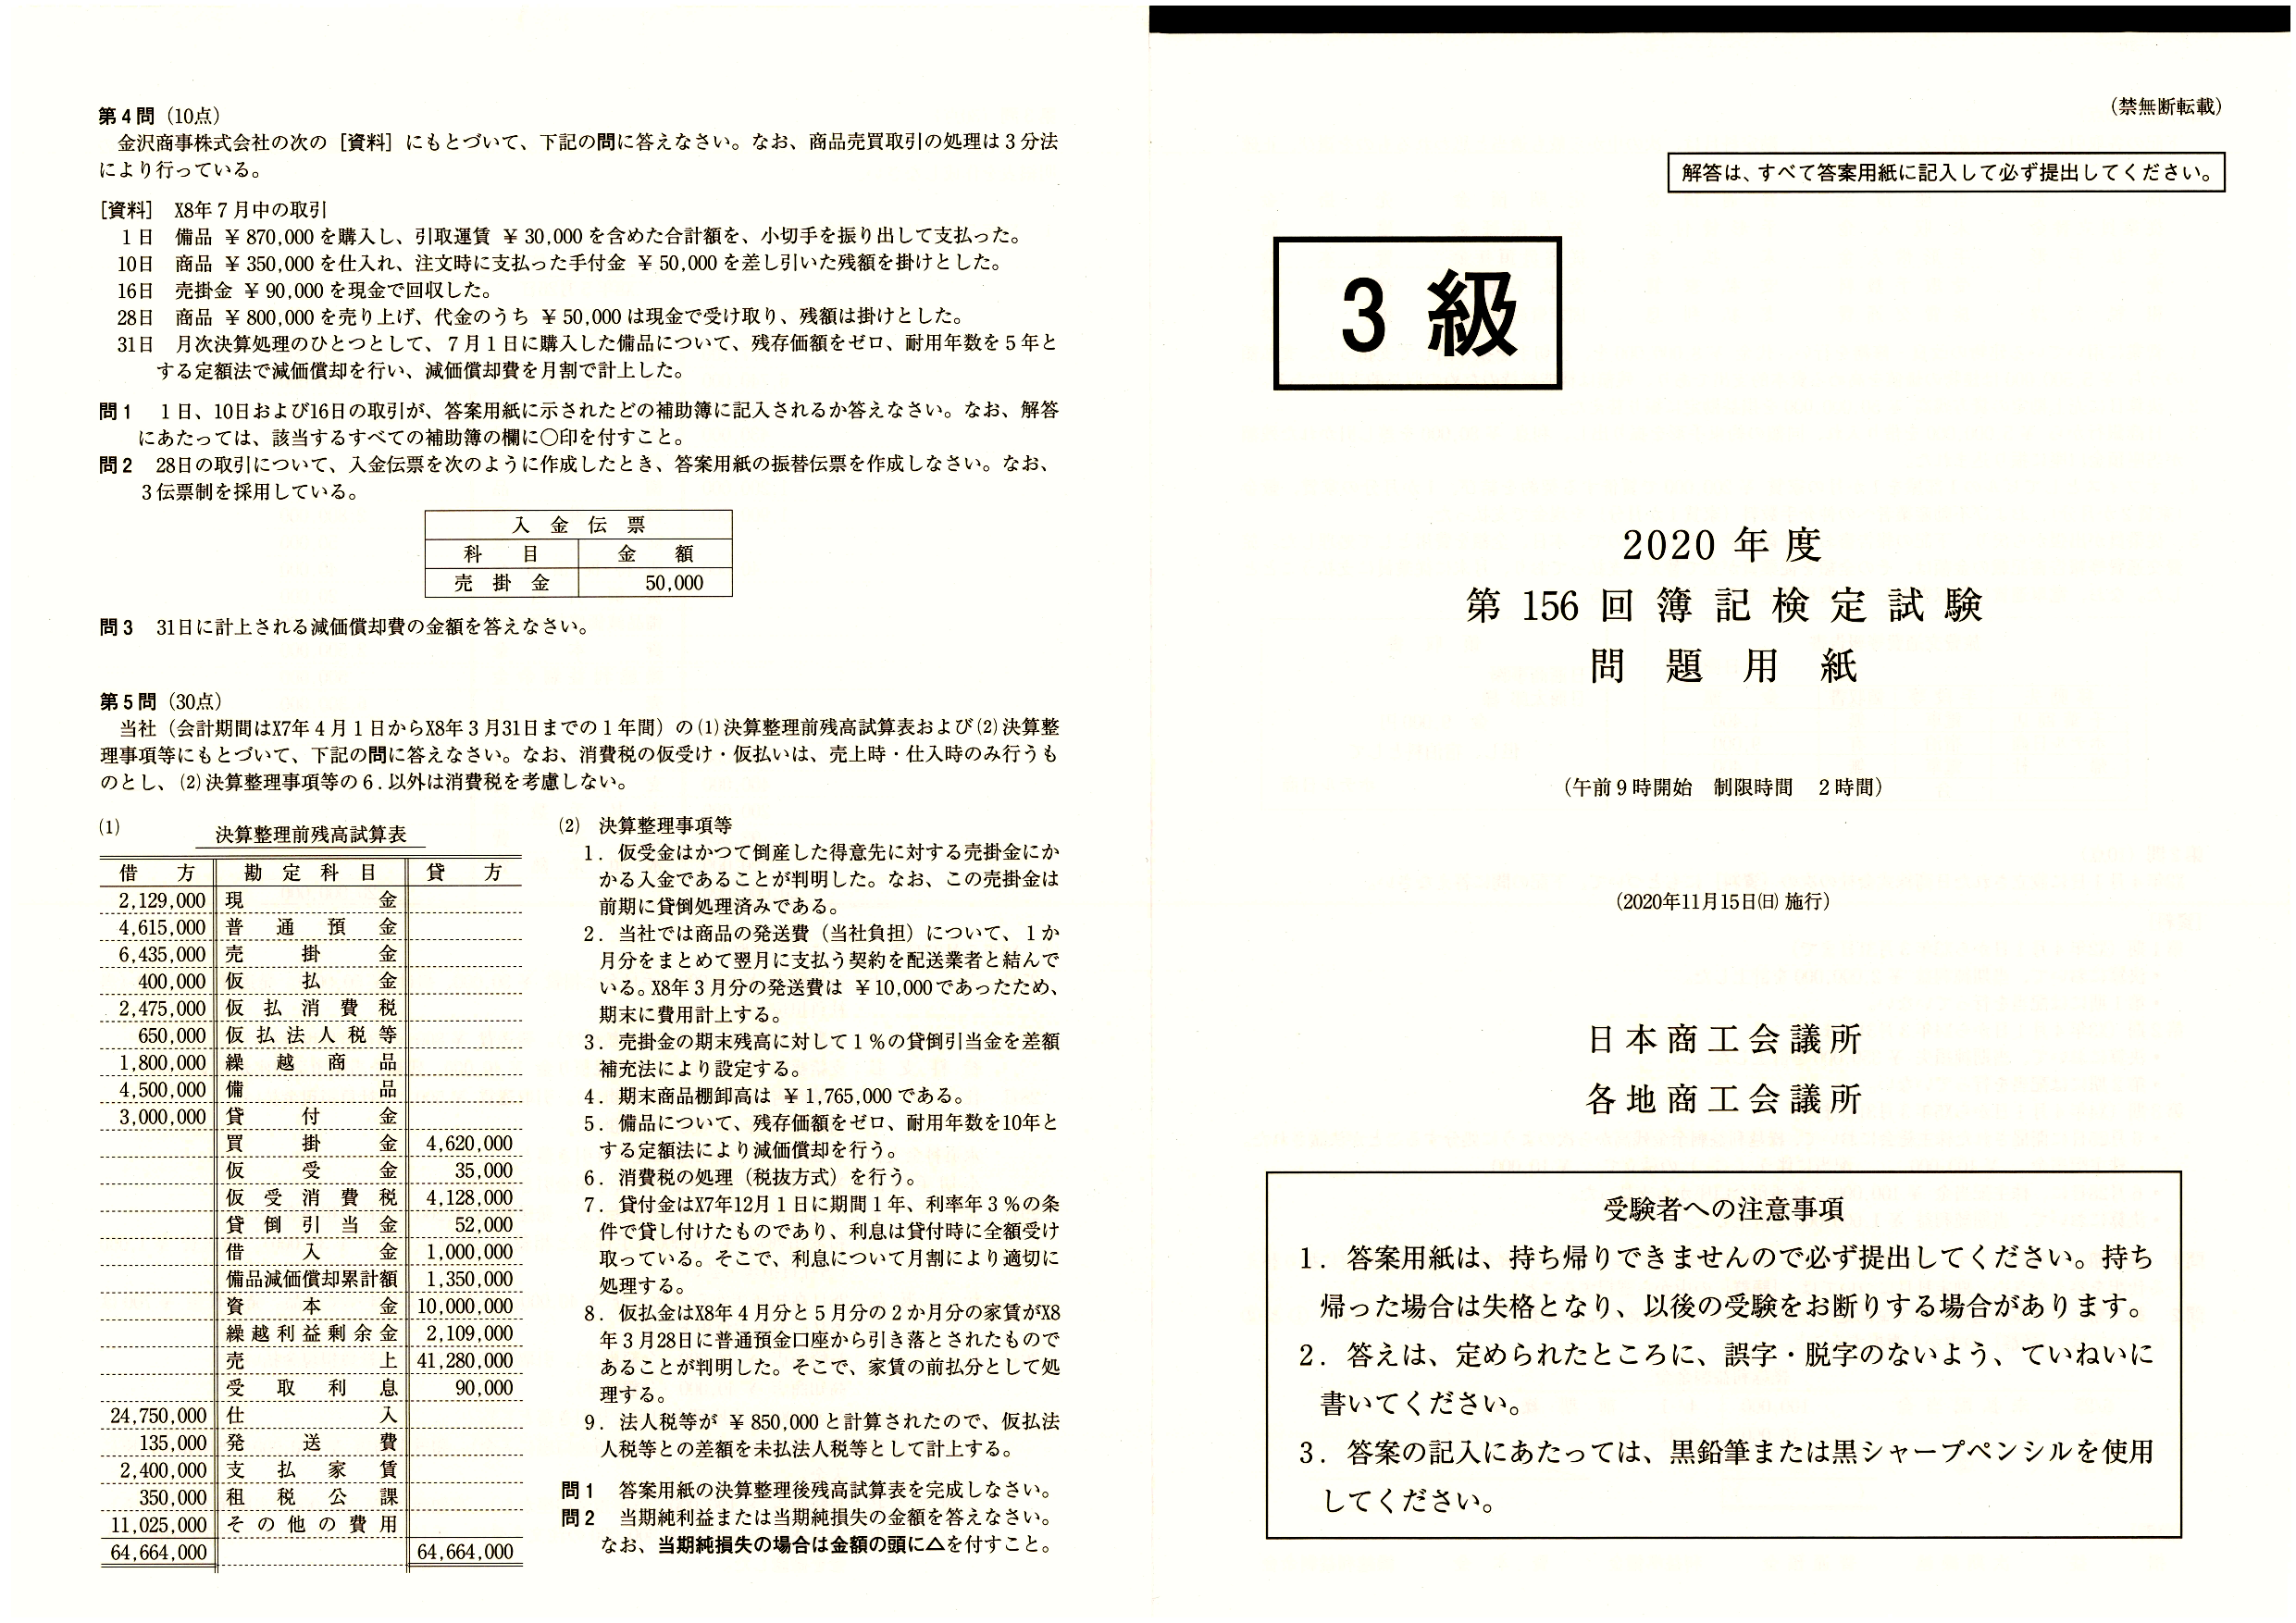 第4問（10点）
金沢商事株式会社の次の［資料］にもとづいて、下記の問に答えなさい。なお、商品売買取引の処理は3分法
により行っている。
［資料］ X8年7月中の取引
1日 備品 ￥870,000を購入し、引取運賃 ￥30,000を含めた合計額を、小切手を振り出して支払った。
10日 商品 ￥350,000を仕入れ、注文時に支払った手付金 ￥50,000を差し引いた残額を掛けとした。
16日 売掛金 ￥90,000を現金で回収した。
28日 商品 ￥800,000を売り上げ、代金のうち ￥50,000は現金で受け取り、残額は掛けとした。
31日 月次決算処理のひとつとして、7月1日に購入した備品について、残存価額をゼロ、耐用年数を5年と
する定額法で減価償却を行い、減価償却費を月割で計上した。
問1 1日、10日および16日の取引が、答案用紙に示されたどの補助簿に記入されるか答えなさい。なお、解答
にあたっては、該当するすべての補助簿の欄に○印を付すこと。
問2 28日の取引について、入金伝票を次のように作成したとき、答案用紙の振替伝票を作成しなさい。なお、
3伝票制を採用している。
入金伝票
科目 金額
売掛金 50,000
問3 31日に計上される減価償却費の金額を答えなさい。
第5問（30点）
当社（会計期間はX7年4月1日からX8年3月31日までの1年間）の(1)決算整理前残高試算表および(2)決算整
理事項等にもとづいて、下記の問に答えなさい。なお、消費税の仮受け・仮払いは、売上時・仕入時のみ行うも
のとし、(2)決算整理事項等の6．以外は消費税を考慮しない。
(1) 決算整理前残高試算表
借方 勘定科目 貸方
2,129,000 現金
4,615,000 普通預金
6,435,000 売掛金
400,000 仮払金
2,475,000 仮払消費税
650,000 仮払法人税等
1,800,000 繰越商品
4,500,000 備品
3,000,000 貸付金
買掛金 4,620,000
仮受金 35,000
仮受消費税 4,128,000
貸倒引当金 52,000
借入金 1,000,000
備品減価償却累計額 1,350,000
資本金 10,000,000
繰越利益剰余金 2,109,000
売上 41,280,000
受取利息 90,000
24,750,000 仕入
135,000 発送費
2,400,000 支払家賃
350,000 租税公課
11,025,000 その他の費用
64,664,000 64,664,000
(2) 決算整理事項等
1．仮受金はかつて倒産した得意先に対する売掛金にか
かる入金であることが判明した。なお、この売掛金は
前期に貸倒処理済みである。
2．当社では商品の発送費（当社負担）について、1か
月分をまとめて翌月に支払う契約を配送業者と結んで
いる。X8年3月分の発送費は ￥10,000であったため、
期末に費用計上する。
3．売掛金の期末残高に対して1％の貸倒引当金を差額
補充法により設定する。
4．期末商品棚卸高は ￥1,765,000である。
5．備品について、残存価額をゼロ、耐用年数を10年と
する定額法により減価償却を行う。
6．消費税の処理（税抜方式）を行う。
7．貸付金はX7年12月1日に期間1年、利率年3％の条
件で貸し付けたものであり、利息は貸付時に全額受け
取っている。そこで、利息について月割により適切に
処理する。
8．仮払金はX8年4月分と5月分の2か月分の家賃がX8
年3月28日に普通預金口座から引き落とされたもので
あることが判明した。そこで、家賃の前払分として処
理する。
9．法人税等が ￥850,000と計算されたので、仮払法
人税等との差額を未払法人税等として計上する。
問1 答案用紙の決算整理後残高試算表を完成しなさい。
問2 当期純利益または当期純損失の金額を答えなさい。
なお、当期純損失の場合は金額の頭に△を付すこと。
（禁無断転載）
解答は、すべて答案用紙に記入して必ず提出してください。
3級
2020年度
第156回簿記検定試験
問題用紙
（午前9時開始 制限時間 2時間）
（2020年11月15日(日)施行）
日本商工会議所
各地商工会議所
受験者への注意事項
1．答案用紙は、持ち帰りできませんので必ず提出してください。持ち
帰った場合は失格となり、以後の受験をお断りする場合があります。
2．答えは、定められたところに、誤字・脱字のないよう、ていねいに
書いてください。
3．答案の記入にあたっては、黒鉛筆または黒シャープペンシルを使用
してください。